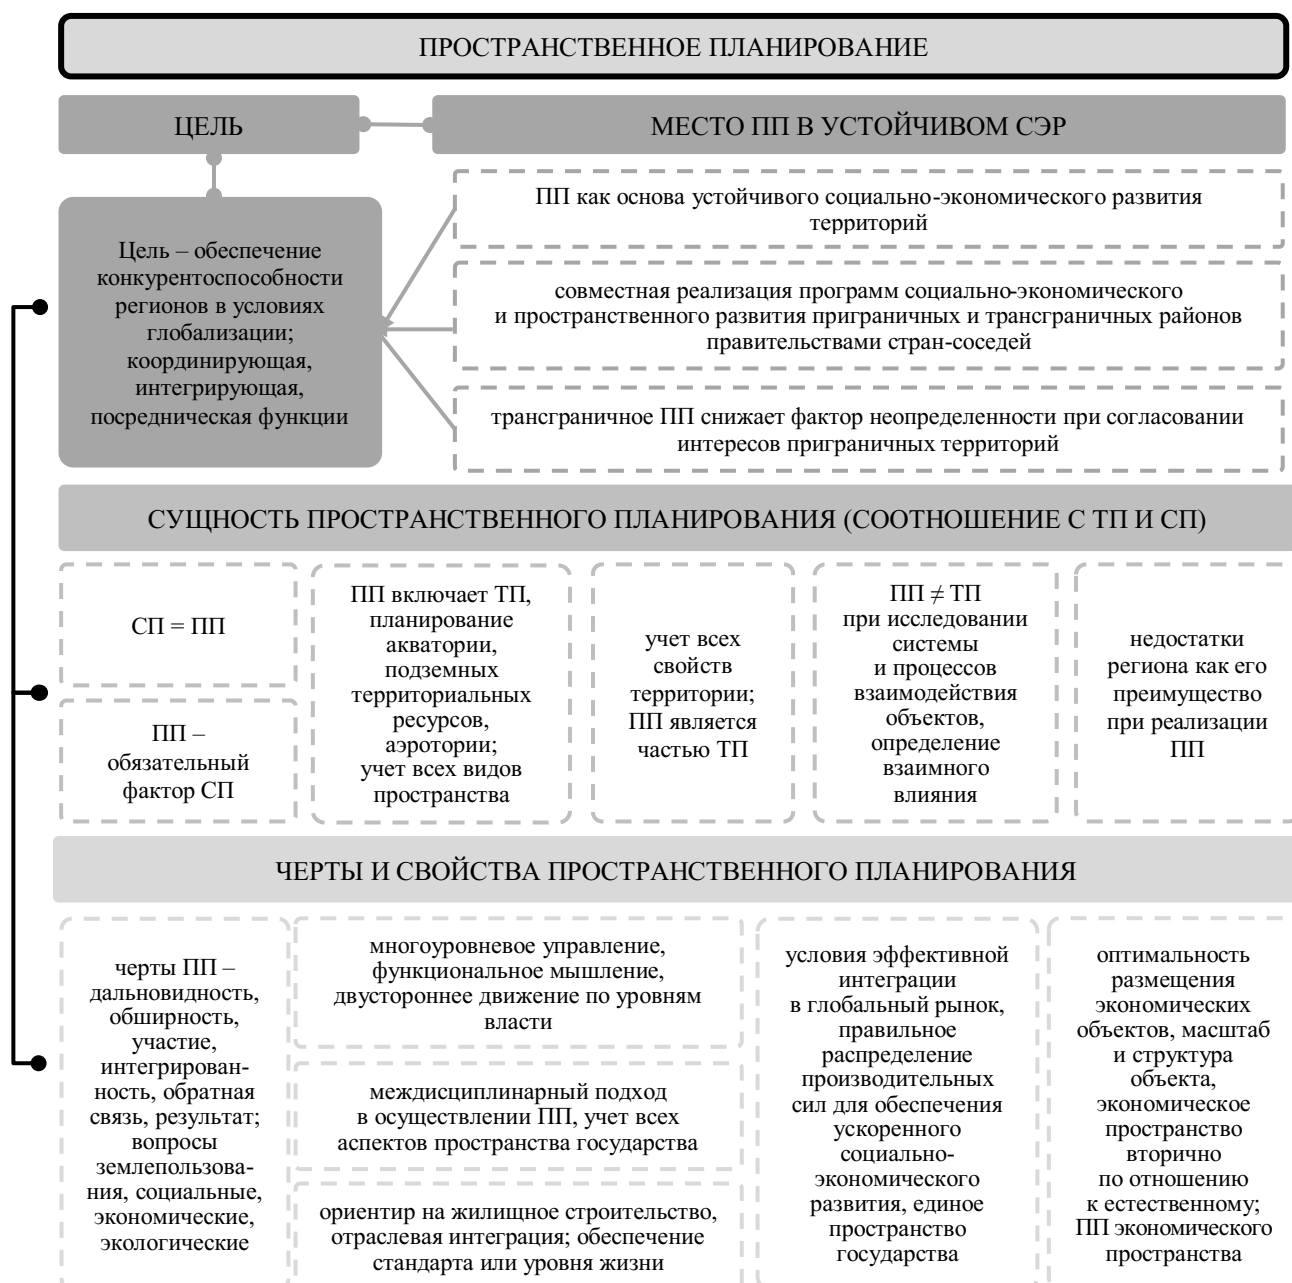 ПРОСТРАНСТВЕННОЕ ПЛАНИРОВАНИЕ
ЦЕЛЬ
МЕСТО ПП В УСТОЙЧИВОМ СЭР
Цель – обеспечение
конкурентоспособности
регионов в условиях
глобализации;
координирующая,
интегрирующая,
посредническая функции
ПП как основа устойчивого социально-экономического развития
территорий
совместная реализация программ социально-экономического
и пространственного развития приграничных и трансграничных районов
правительствами стран-соседей
трансграничное ПП снижает фактор неопределенности при согласовании
интересов приграничных территорий
СУЩНОСТЬ ПРОСТРАНСТВЕННОГО ПЛАНИРОВАНИЯ (СООТНОШЕНИЕ С ТП И СП)
СП = ПП
ПП –
обязательный
фактор СП
ПП включает ТП,
планирование
акватории,
подземных
территориальных
ресурсов,
аэротории;
учет всех видов
пространства
учет всех
свойств
территории;
ПП является
частью ТП
ПП ≠ ТП
при исследовании
системы
и процессов
взаимодействия
объектов,
определение
взаимного
влияния
недостатки
региона как его
преимущество
при реализации
ПП
ЧЕРТЫ И СВОЙСТВА ПРОСТРАНСТВЕННОГО ПЛАНИРОВАНИЯ
черты ПП –
дальновидность,
обширность,
участие,
интегрирован-
ность, обратная
связь, результат;
вопросы
землепользова-
ния, социальные,
экономические,
экологические
многоуровневое управление,
функциональное мышление,
двустороннее движение по уровням
власти
междисциплинарный подход
в осуществлении ПП, учет всех
аспектов пространства государства
ориентир на жилищное строительство,
отраслевая интеграция; обеспечение
стандарта или уровня жизни
условия эффективной
интеграции
в глобальный рынок,
правильное
распределение
производительных
сил для обеспечения
ускоренного
социально-
экономического
развития, единое
пространство
государства
оптимальность
размещения
экономических
объектов, масштаб
и структура
объекта,
экономическое
пространство
вторично
по отношению
к естественному;
ПП экономического
пространства